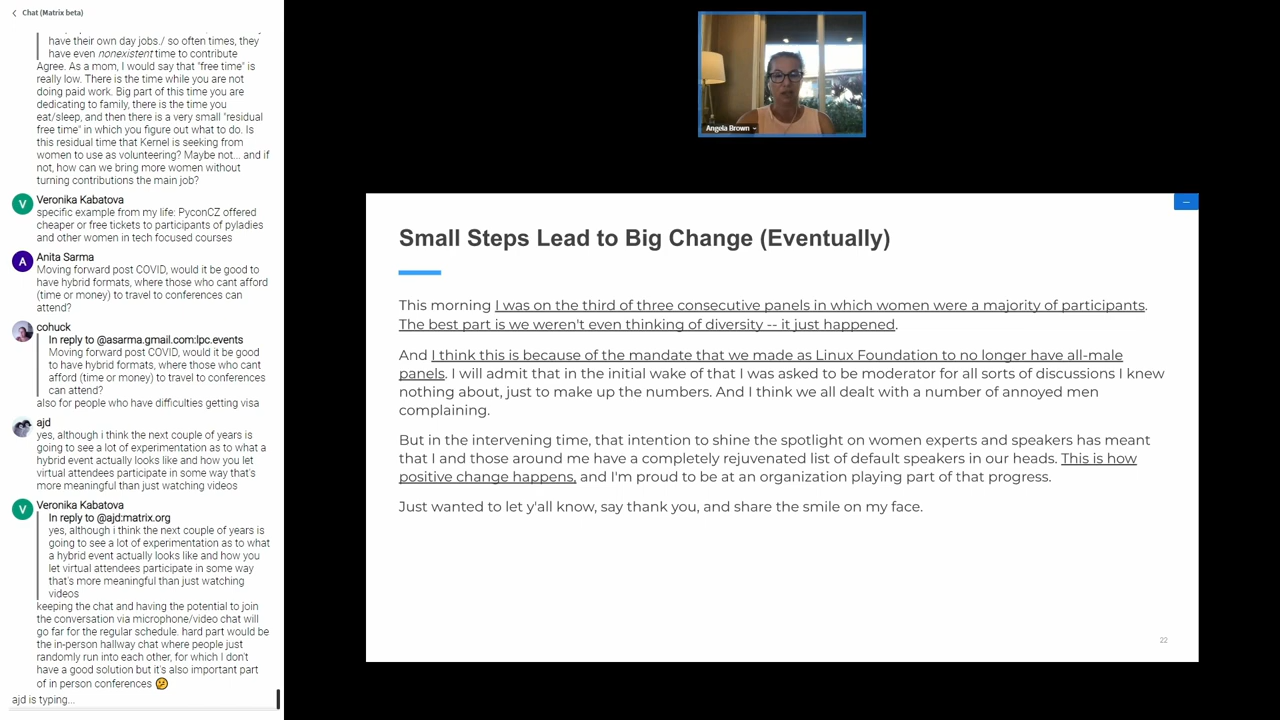 Chat (Matrix beta)
have their own day jobs./ so often times, they
have even nonexistent time to contribute
Agree. As a mom, I would say that "free time" is
really low. There is the time while you are not
doing paid work. Big part of this time you are
dedicating to family, there is the time you
eat/sleep, and then there is a very small "residual
free time" in which you figure out what to do. Is
this residual time that Kernel is seeking from
women to use as volunteering? Maybe not... and if
not, how can we bring more women without
turning contributions the main job?
V
Veronika Kabatova
specific example from my life: PyconCZ offered
cheaper or free tickets to participants of pyladies
and other women in tech focused courses
A
Anita Sarma
Moving forward post COVID, would it be good to
have hybrid formats, where those who cant afford
(time or money) to travel to conferences can
attend?
cohuck
In reply to @asarma.gmail.com:lpc.events
Moving forward post COVID, would it be good
to have hybrid formats, where those who cant
afford (time or money) to travel to conferences
can attend?
also for people who have difficulties getting visa
ajd
yes, although i think the next couple of years is
going to see a lot of experimentation as to what a
hybrid event actually looks like and how you let
virtual attendees participate in some way that's
more meaningful than just watching videos
V
Veronika Kabatova
In reply to @ajd:matrix.org
yes, although i think the next couple of years is
going to see a lot of experimentation as to what
a hybrid event actually looks like and how you
let virtual attendees participate in some way
that's more meaningful than just watching
videos
keeping the chat and having the potential to join
the conversation via microphone/video chat will
go far for the regular schedule. hard part would be
the in-person hallway chat where people just
randomly run into each other, for which I don't
have a good solution but it's also important part
of in person conferences 🤔
ajd is typing...
Angela Brown
Small Steps Lead to Big Change (Eventually)
This morning I was on the third of three consecutive panels in which women were a majority of participants.
The best part is we weren't even thinking of diversity -- it just happened.
And I think this is because of the mandate that we made as Linux Foundation to no longer have all-male
panels. I will admit that in the initial wake of that I was asked to be moderator for all sorts of discussions I knew
nothing about, just to make up the numbers. And I think we all dealt with a number of annoyed men
complaining.
But in the intervening time, that intention to shine the spotlight on women experts and speakers has meant
that I and those around me have a completely rejuvenated list of default speakers in our heads. This is how
positive change happens, and I'm proud to be at an organization playing part of that progress.
Just wanted to let y'all know, say thank you, and share the smile on my face.
22